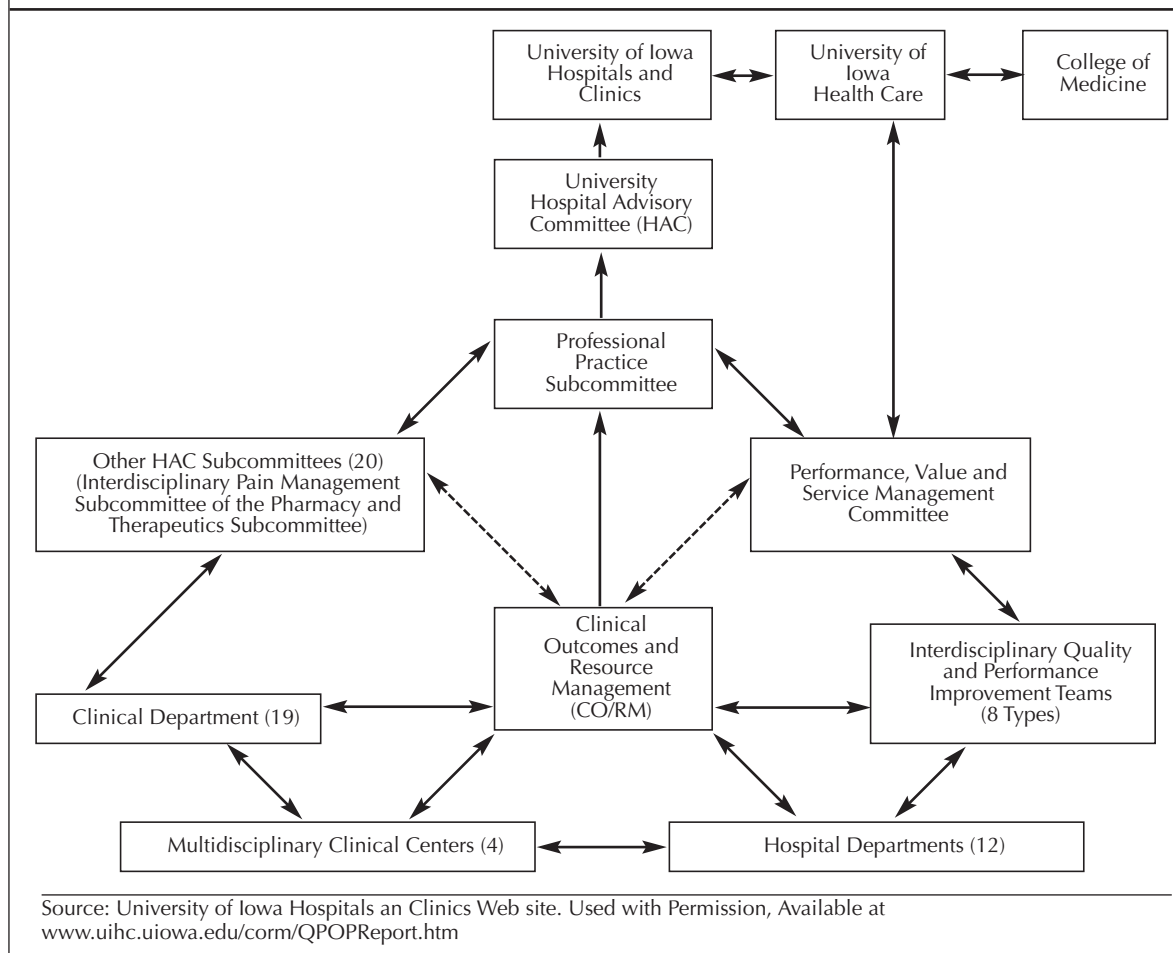 University of Iowa
Hospitals and
Clinics
University of
Iowa
Health Care
College of
Medicine
University
Hospital Advisory
Committee (HAC)
Professional
Practice
Subcommittee
Other HAC Subcommittees (20)
(Interdisciplinary Pain Management
Subcommittee of the Pharmacy and
Therapeutics Subcommittee)
Performance, Value and
Service Management
Committee
Clinical
Outcomes and
Resource
Management
(CO/RM)
Interdisciplinary Quality
and Performance
Improvement Teams
(8 Types)
Clinical Department (19)
Multidisciplinary Clinical Centers (4)
Hospital Departments (12)
Source: University of Iowa Hospitals an Clinics Web site. Used with Permission, Available at
www.uihc.uiowa.edu/corm/QPOPReport.htm